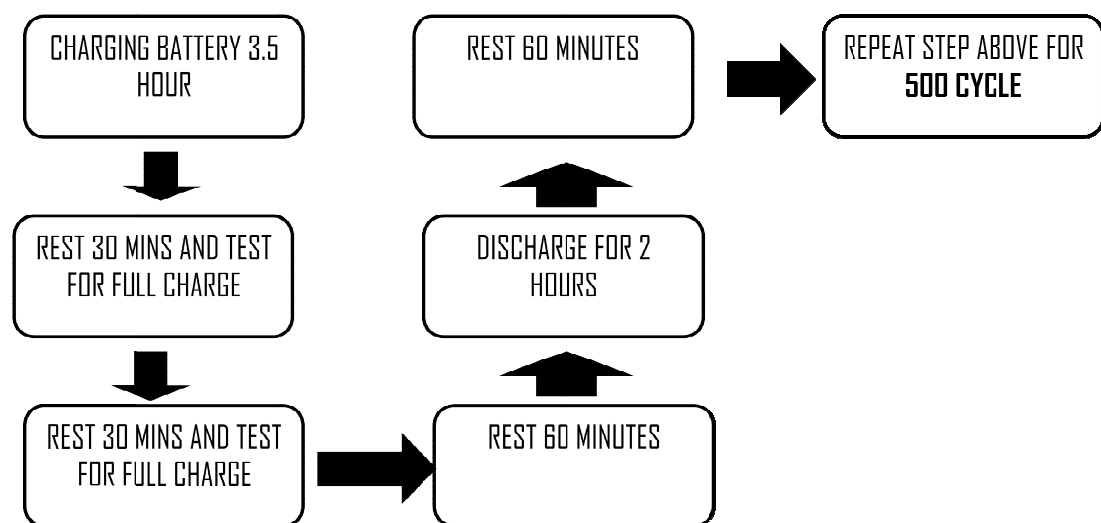 CHARGING BATTERY 3.5
HOUR
REST 30 MINS AND TEST
FOR FULL CHARGE
REST 30 MINS AND TEST
FOR FULL CHARGE
REST 60 MINUTES
DISCHARGE FOR 2
HOURS
REST 60 MINUTES
REPEAT STEP ABOVE FOR
500 CYCLE